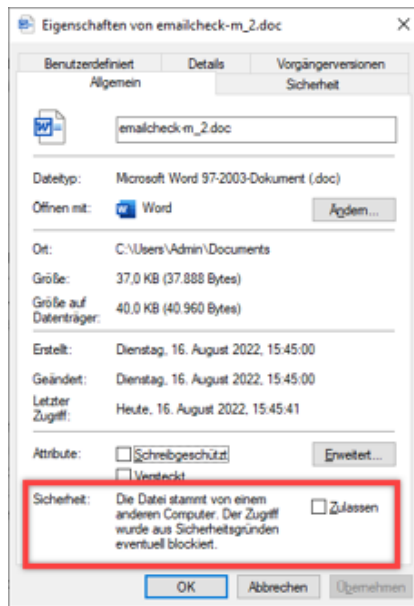 Eigenschaften von emailcheck-m_2.doc
Benutzerdefiniert Details Vorgängerversionen
Allgemein Sicherheit
emailcheck-m_2.doc
Dateityp: Microsoft Word 97-2003-Dokument (.doc)
Öffnen mit: Word Ändern...
Ort: C:\Users\Admin\Documents
Größe: 37,0 KB (37.888 Bytes)
Größe auf
Datenträger: 40,0 KB (40.960 Bytes)
Erstellt: Dienstag, 16. August 2022, 15:45:00
Geändert: Dienstag, 16. August 2022, 15:45:00
Letzter
Zugriff: Heute, 16. August 2022, 15:45:41
Attribute: Schreibgeschützt Erweitert...
Versteckt
Sicherheit: Die Datei stammt von einem
anderen Computer. Der Zugriff Zulassen
wurde aus Sicherheitsgründen
eventuell blockiert.
OK Abbrechen Übernehmen